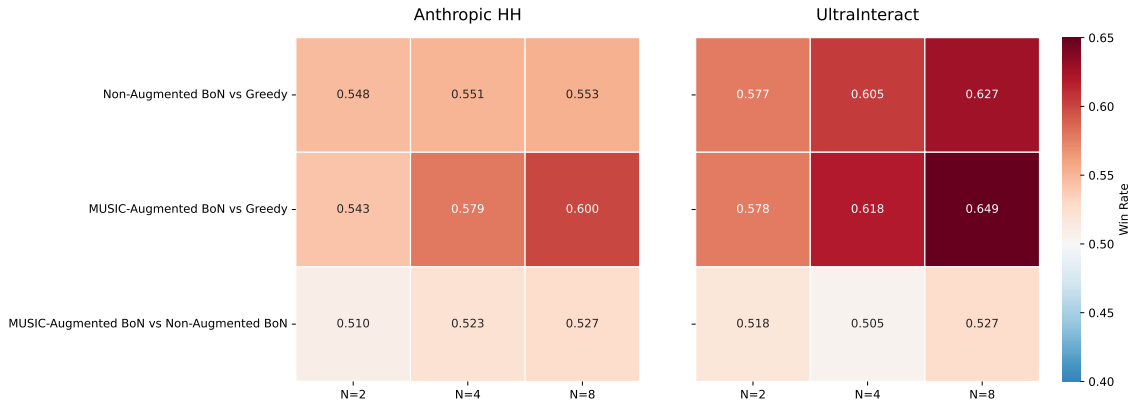 Anthropic HH
UltraInteract
Non-Augmented BoN vs Greedy
0.548 0.551 0.553
0.577 0.605 0.627
MUSIC-Augmented BoN vs Greedy
0.543 0.579 0.600
0.578 0.618 0.649
MUSIC-Augmented BoN vs Non-Augmented BoN
0.510 0.523 0.527
0.518 0.505 0.527
N=2 N=4 N=8
N=2 N=4 N=8
0.65
0.60
0.55
0.50
0.45
0.40
Win Rate